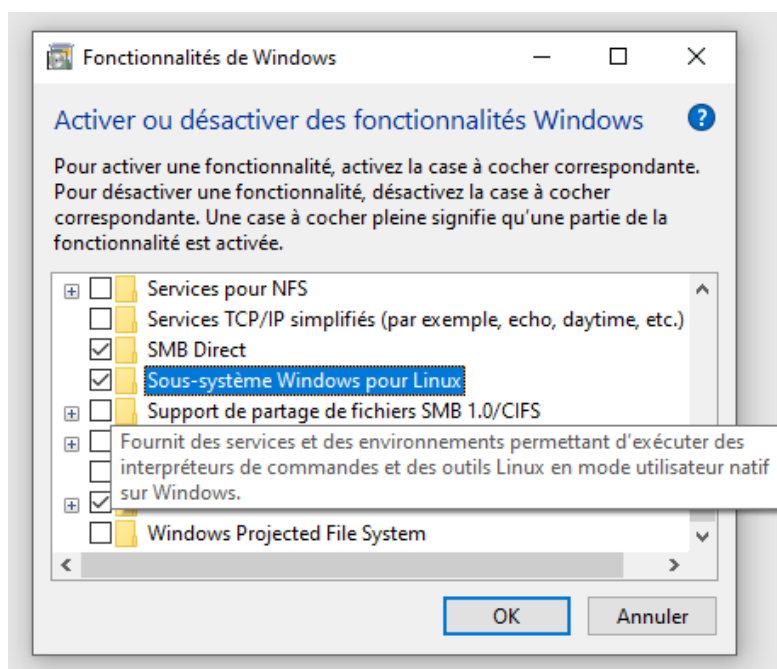 Fonctionnalités de Windows
Activer ou désactiver des fonctionnalités Windows
?
Pour activer une fonctionnalité, activez la case à cocher correspondante.
Pour désactiver une fonctionnalité, désactivez la case à cocher
correspondante. Une case à cocher pleine signifie qu'une partie de la
fonctionnalité est activée.
Services pour NFS
Services TCP/IP simplifiés (par exemple, echo, daytime, etc.)
SMB Direct
Sous-système Windows pour Linux
Support de partage de fichiers SMB 1.0/CIFS
Fournit des services et des environnements permettant d'exécuter des
interpréteurs de commandes et des outils Linux en mode utilisateur natif
sur Windows.
Windows Projected File System
OK
Annuler